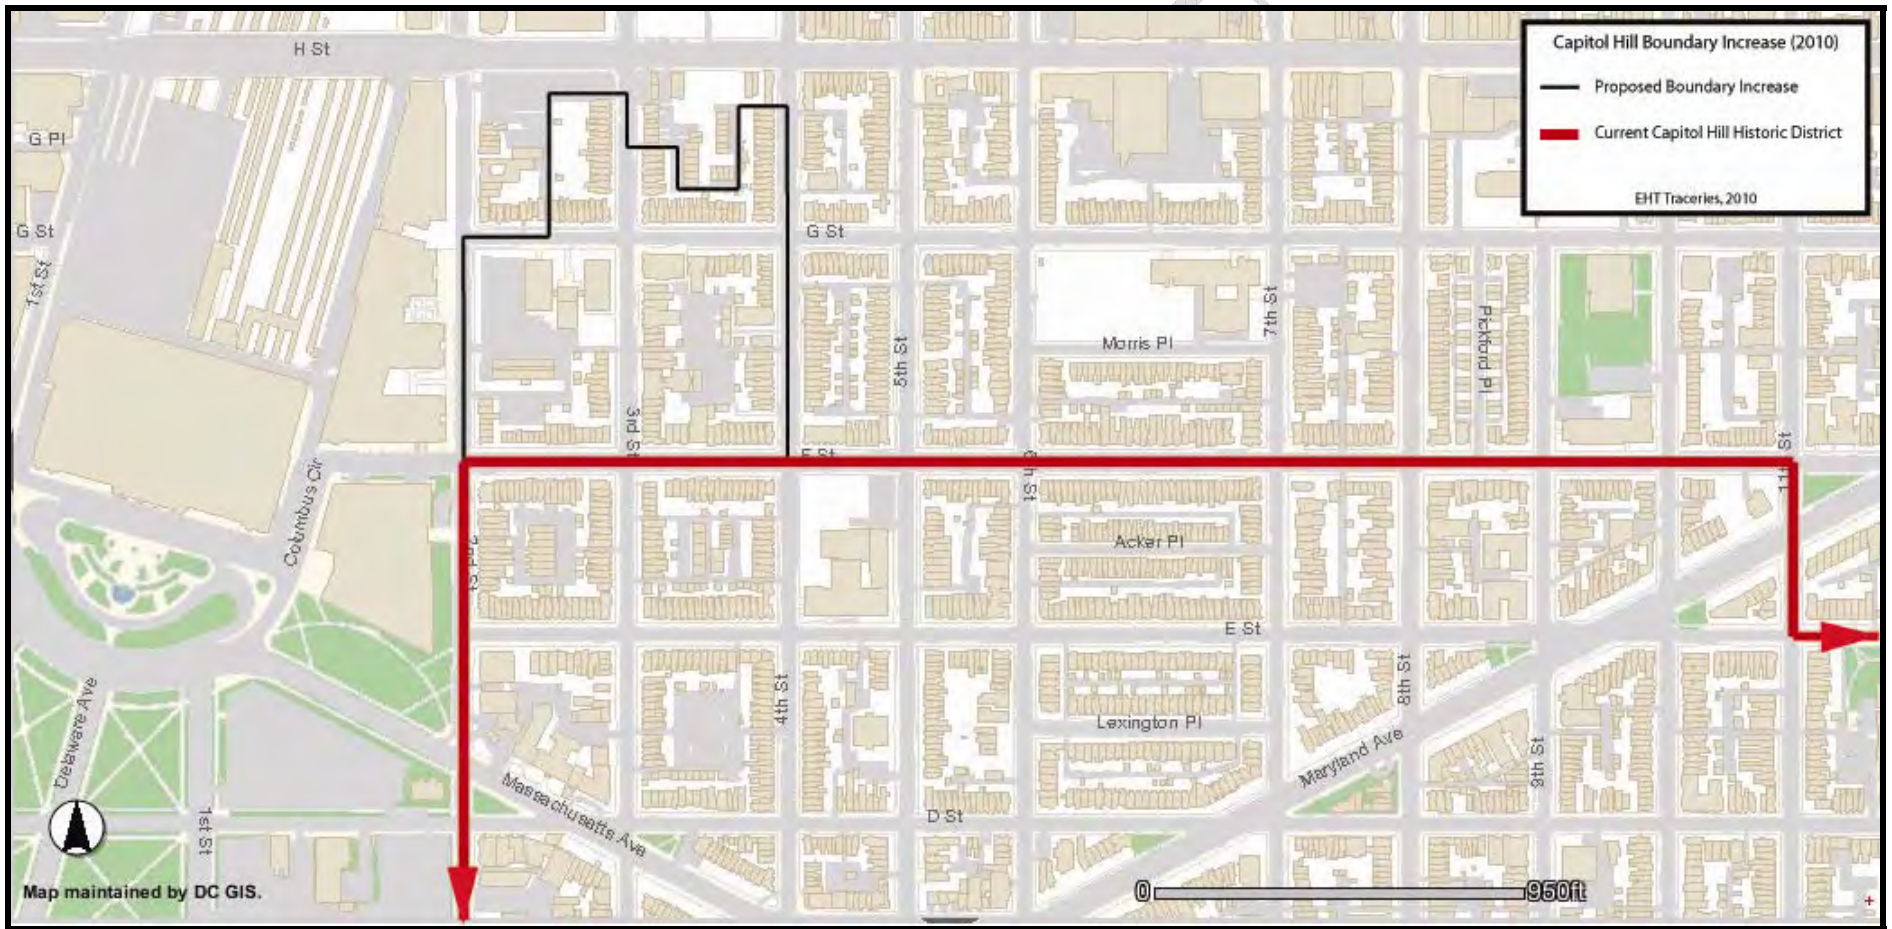 H St
Capitol Hill Boundary Increase (2010)
Proposed Boundary Increase
Current Capitol Hill Historic District
EHT Traceries, 2010
G Pl
G St
G St
1st St
7th St
Pickford Pl
Morris Pl
5th St
3rd St
F St
11th St
6th St
Columbus Cir
2nd St
Acker Pl
E St
8th St
4th St
Delaware Ave
Lexington Pl
Maryland Ave
9th St
Massachusetts Ave
1st St
D St
Map maintained by DC GIS.
0 950ft